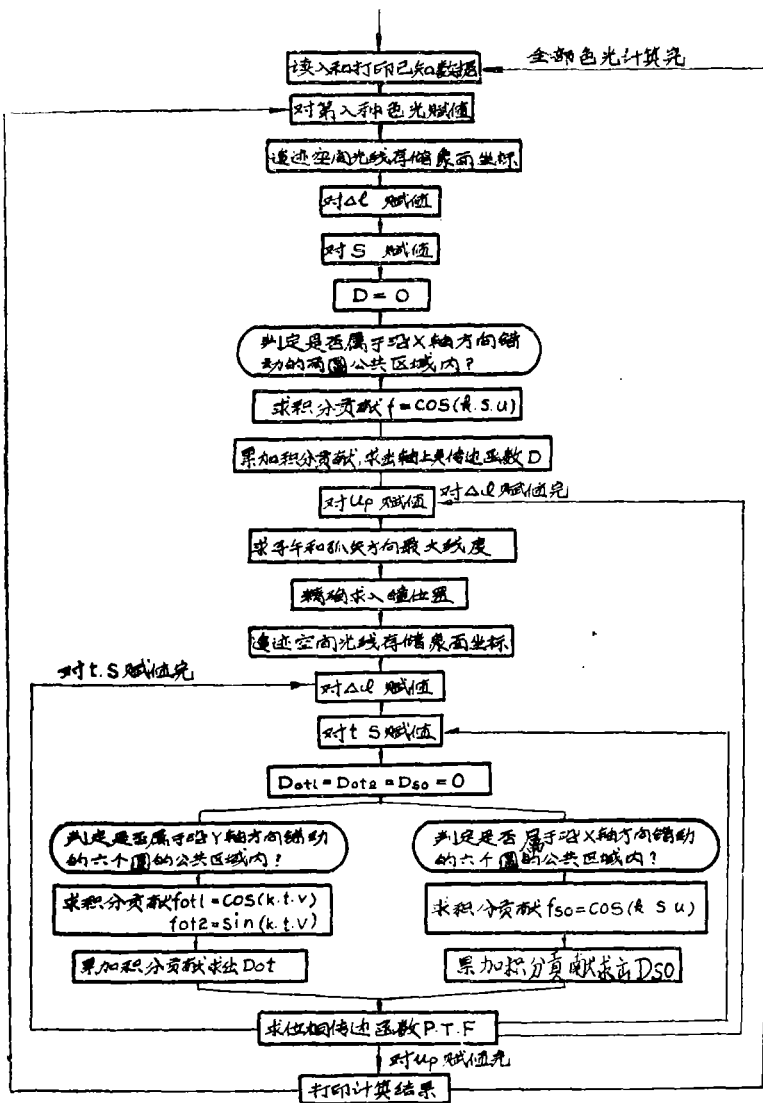 读入和打印已知数据
全部色光计算完
对第入种色光赋值
追迹空间光线存储象面坐标
对Δl 赋值
对S 赋值
D = 0
判定是否属于沿X轴方向错
动的两圆公共区域内?
求积分贡献f=COS(k.s.u)
累加积分贡献,求出轴上点传递函数D
对Up赋值
对Δl赋值完
求子午和弧矢方向最大线度
精确求入瞳位置
追迹空间光线存储象面坐标
对t.S赋值完
对Δl 赋值
对t S赋值
Dot1=Dot2=Dso=0
判定是否属于沿Y轴方向错动
的六个圆的公共区域内?
判定是否属于沿X轴方向错动
的六个圆的公共区域内?
求积分贡献fot1=COS(k.t.v)
fot2=Sin(k.t.v)
求积分贡献fso=COS(k s u)
累加积分贡献求出Dot
累加积分贡献求出Dso
求位相传递函数P.T.F
对Up赋值完
打印计算结果